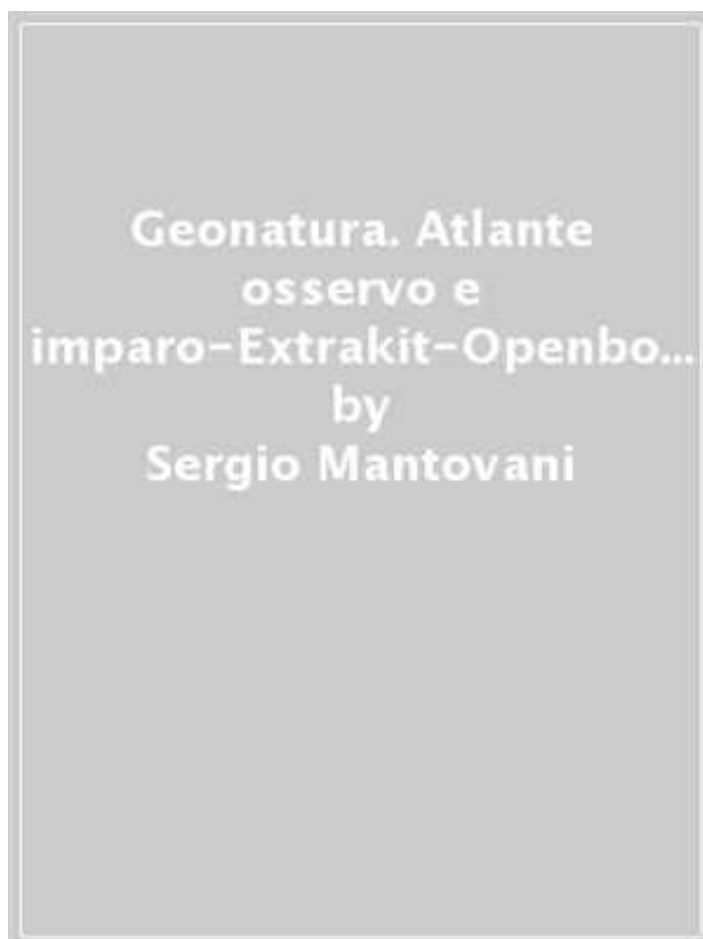 Geonatura. Atlante
osservo e
imparo-Extrakit-Openbo...
by
Sergio Mantovani